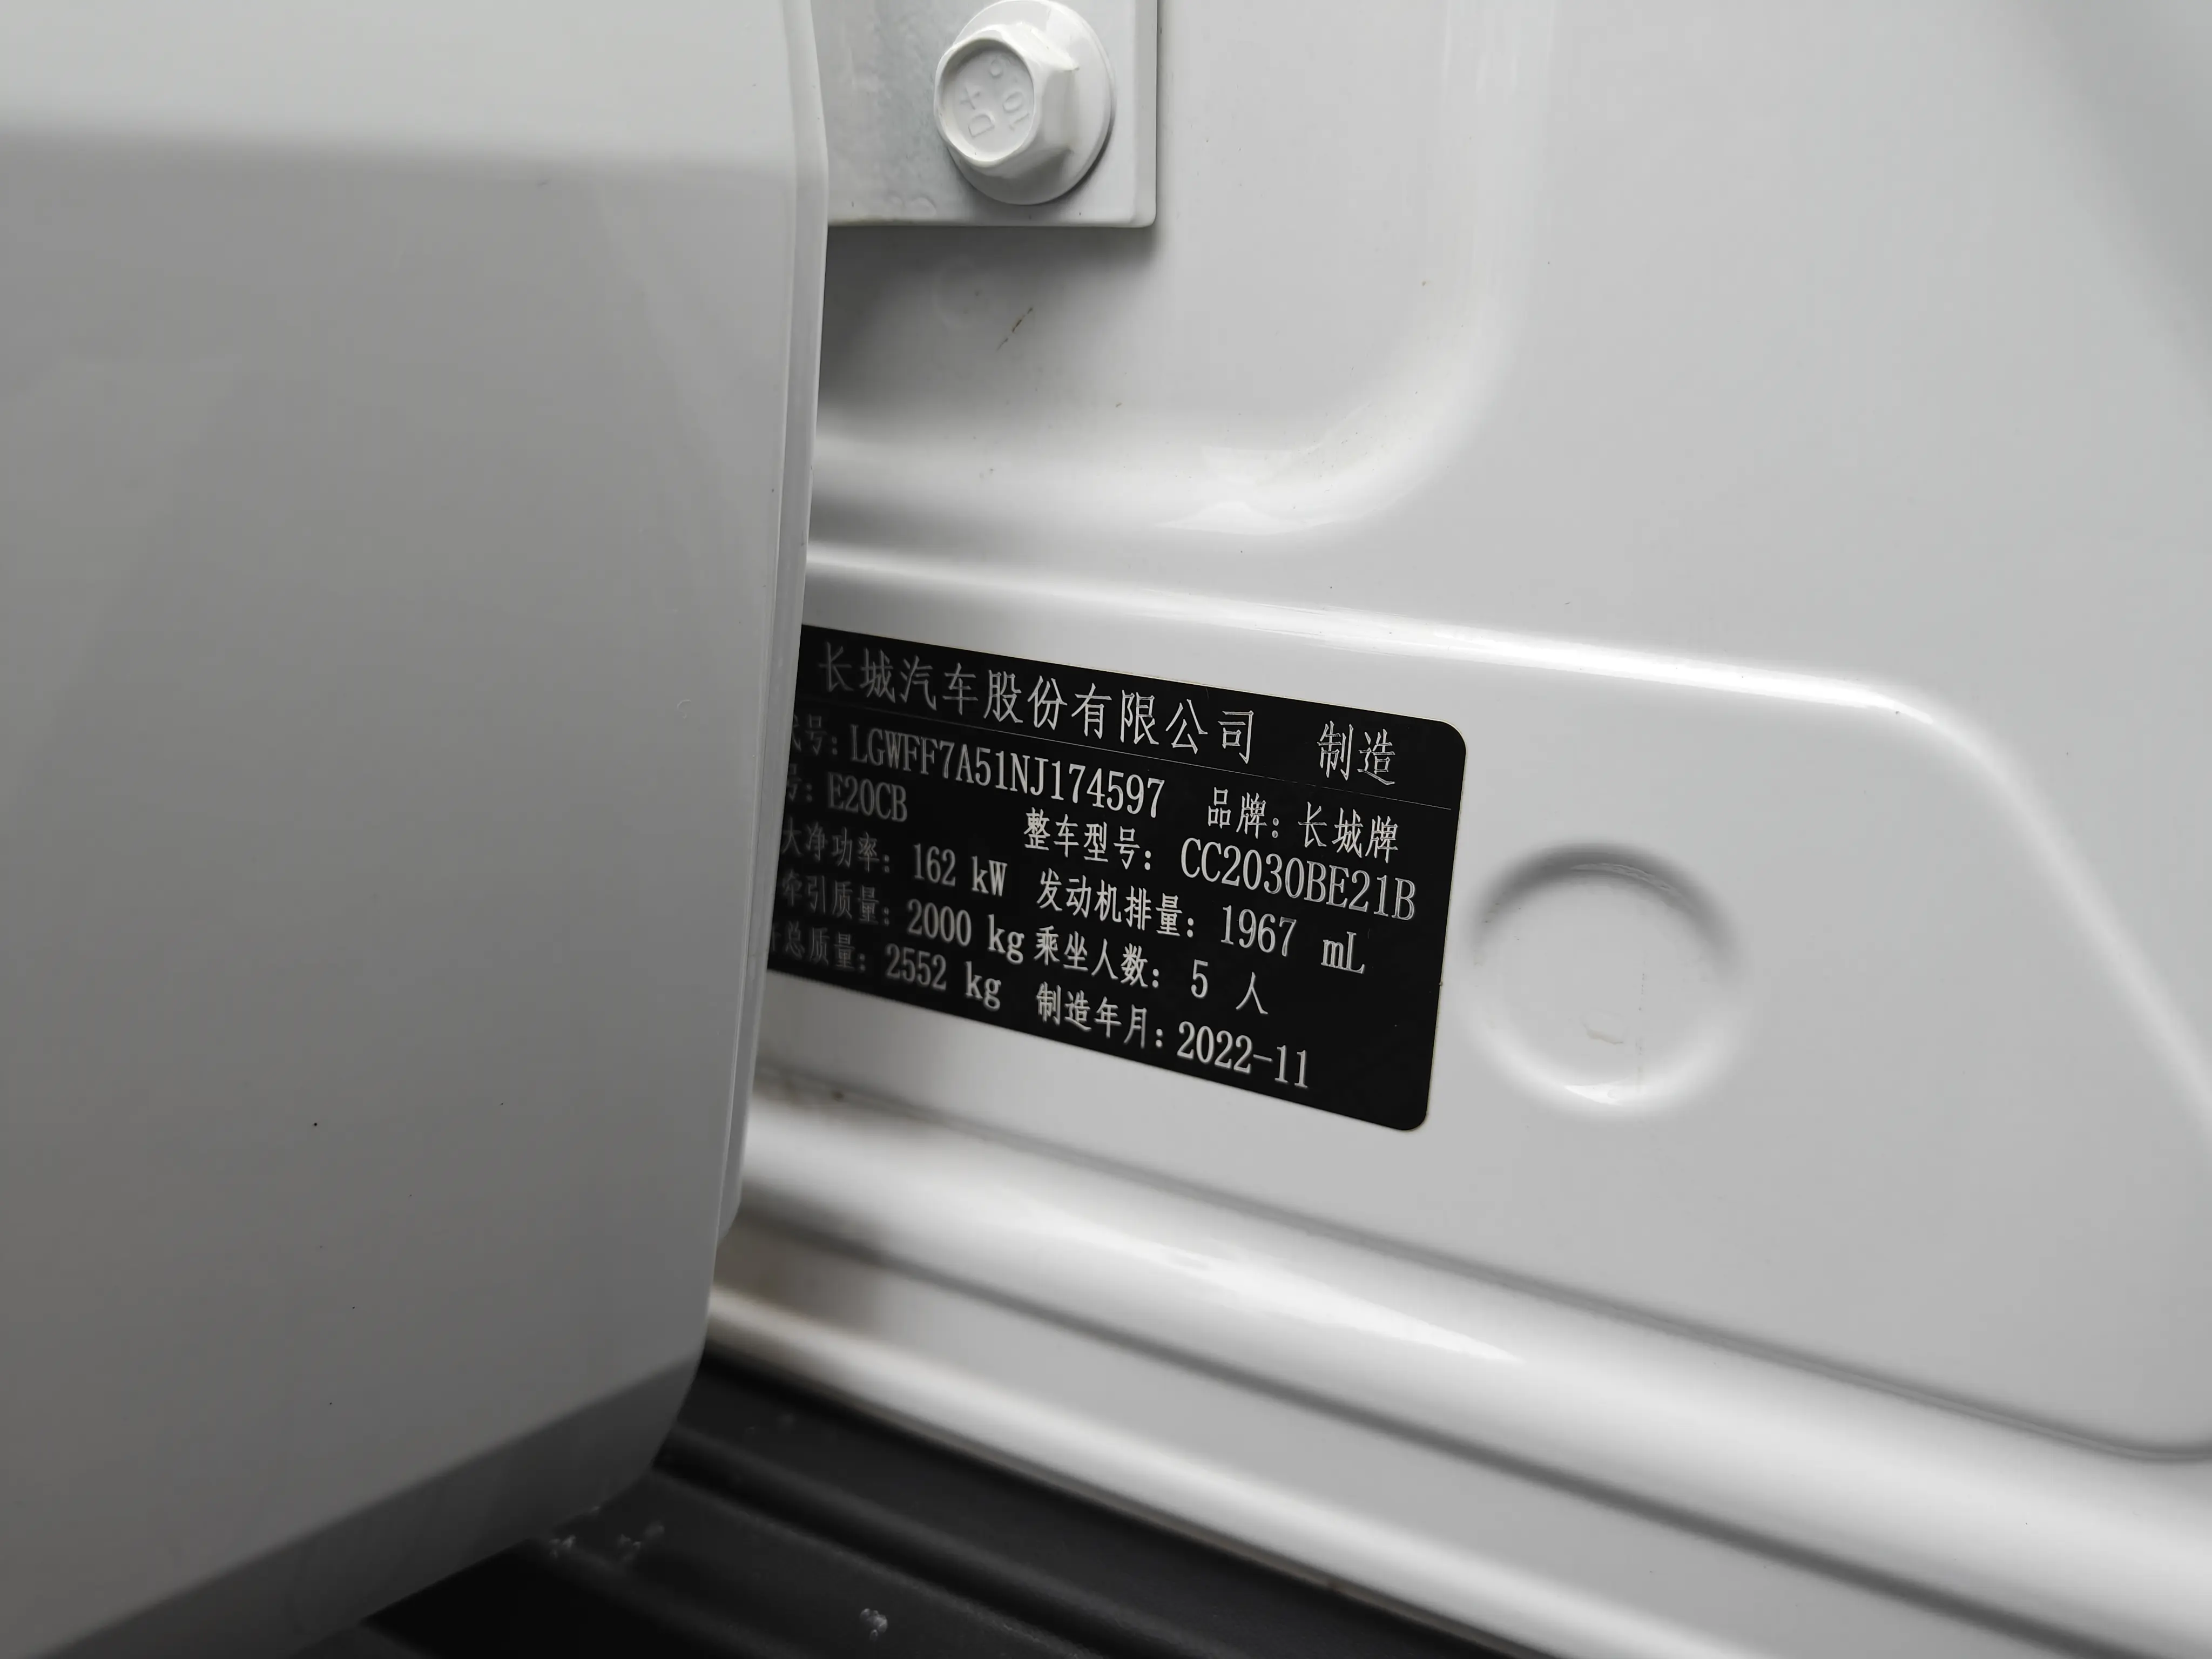 长城汽车股份有限公司 制造
号: LGWFF7A51NJ174597 品牌: 长城牌
号: E20CB 整车型号: CC2030BE21B
大净功率: 162 kW 发动机排量: 1967 mL
牵引质量: 2000 kg 乘坐人数: 5 人
总质量: 2552 kg 制造年月: 2022-11
D+
10.